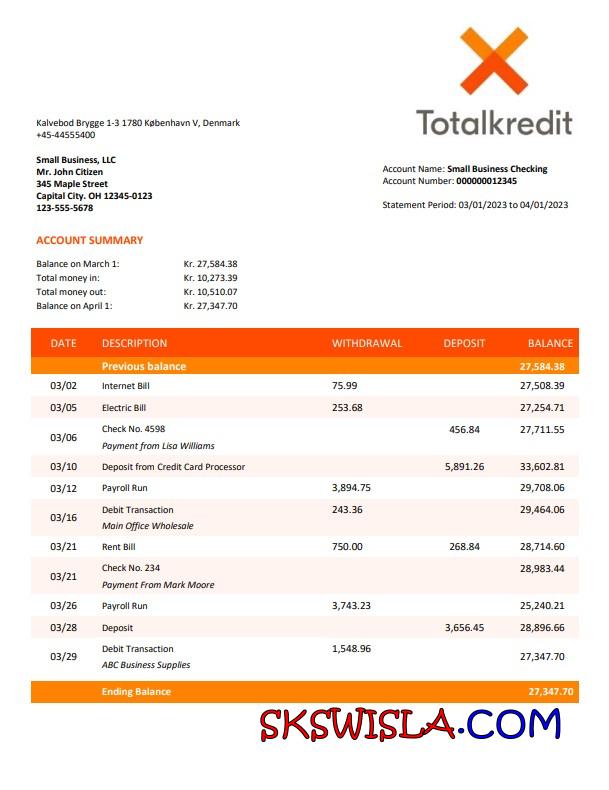 Totalkredit
Kalvebod Brygge 1-3 1780 København V, Denmark
+45-44555400
Small Business, LLC
Mr. John Citizen
345 Maple Street
Capital City. OH 12345-0123
123-555-5678
Account Name: Small Business Checking
Account Number: 000000012345
Statement Period: 03/01/2023 to 04/01/2023
ACCOUNT SUMMARY
Balance on March 1: Kr. 27,584.38
Total money in: Kr. 10,273.39
Total money out: Kr. 10,510.07
Balance on April 1: Kr. 27,347.70
DATE DESCRIPTION WITHDRAWAL DEPOSIT BALANCE
Previous balance 27,584.38
03/02 Internet Bill 75.99 27,508.39
03/05 Electric Bill 253.68 27,254.71
03/06 Check No. 4598 456.84 27,711.55
Payment from Lisa Williams
03/10 Deposit from Credit Card Processor 5,891.26 33,602.81
03/12 Payroll Run 3,894.75 29,708.06
03/16 Debit Transaction 243.36 29,464.06
Main Office Wholesale
03/21 Rent Bill 750.00 268.84 28,714.60
03/21 Check No. 234 28,983.44
Payment From Mark Moore
03/26 Payroll Run 3,743.23 25,240.21
03/28 Deposit 3,656.45 28,896.66
03/29 Debit Transaction 1,548.96 27,347.70
ABC Business Supplies
Ending Balance 27,347.70
SKSWISLA.COM